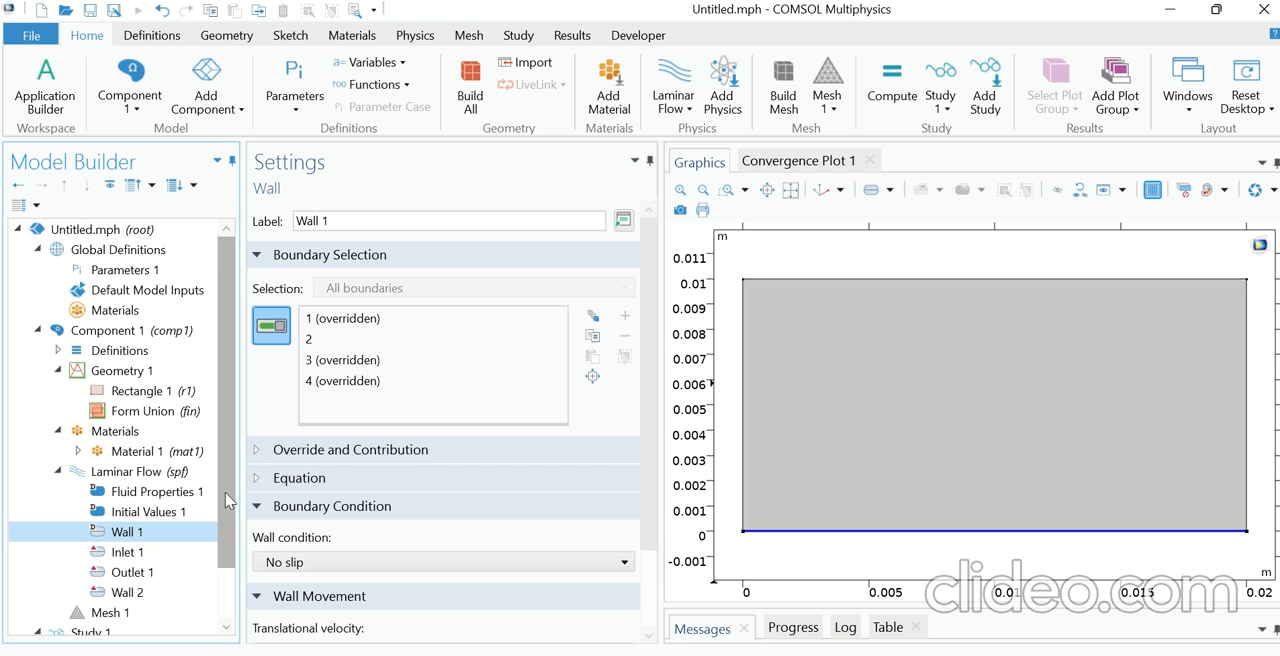 Untitled.mph - COMSOL Multiphysics
File Home Definitions Geometry Sketch Materials Physics Mesh Study Results Developer
Application Builder
Component 1
Add Component
Parameters
a= Variables
f(x) Functions
Pi Parameter Case
Build All
Import
LiveLink
Add Material
Laminar Flow
Add Physics
Build Mesh
Mesh 1
Compute
Study 1
Add Study
Select Plot Group
Add Plot Group
Windows
Reset Desktop
Workspace Model Definitions Geometry Materials Physics Mesh Study Results Layout
Model Builder
Untitled.mph (root)
Global Definitions
Parameters 1
Default Model Inputs
Materials
Component 1 (comp1)
Definitions
Geometry 1
Rectangle 1 (r1)
Form Union (fin)
Materials
Material 1 (mat1)
Laminar Flow (spf)
Fluid Properties 1
Initial Values 1
Wall 1
Inlet 1
Outlet 1
Wall 2
Mesh 1
Study 1
Settings
Wall
Label: Wall 1
Boundary Selection
Selection: All boundaries
1 (overridden)
2
3 (overridden)
4 (overridden)
Override and Contribution
Equation
Boundary Condition
Wall condition:
No slip
Wall Movement
Translational velocity:
Graphics Convergence Plot 1
m
0.011
0.01
0.009
0.008
0.007
0.006
0.005
0.004
0.003
0.002
0.001
0
-0.001
m
0 0.005 0.01 0.015 0.02
clideo.com
Messages Progress Log Table